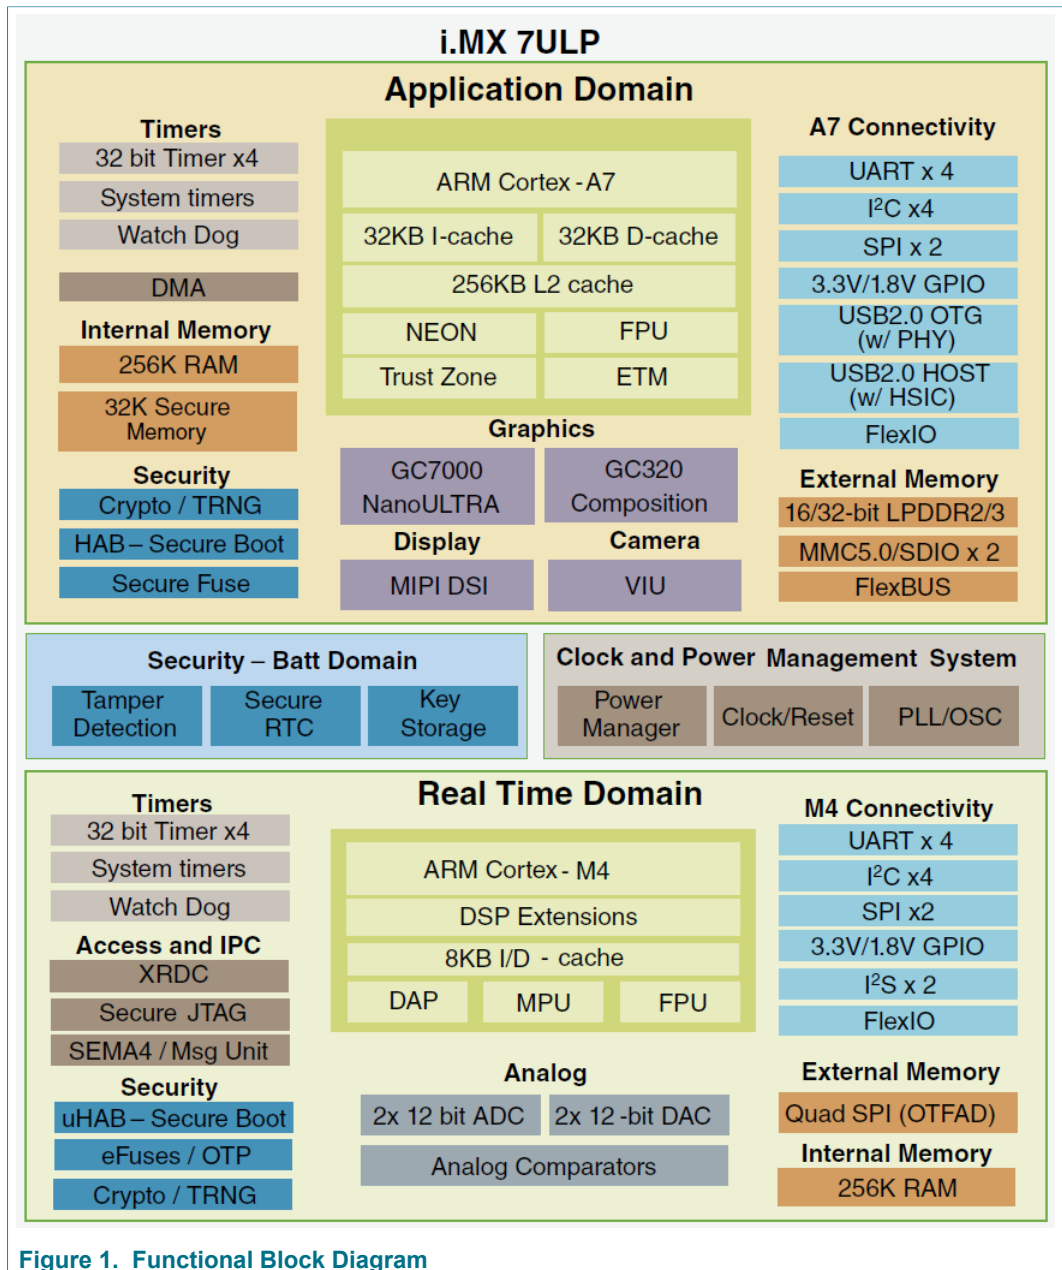 i.MX 7ULP
Application Domain
Timers
32 bit Timer x4
System timers
Watch Dog
DMA
Internal Memory
256K RAM
32K Secure
Memory
Security
Crypto / TRNG
HAB – Secure Boot
Secure Fuse
ARM Cortex - A7
32KB I-cache
32KB D-cache
256KB L2 cache
NEON
FPU
Trust Zone
ETM
Graphics
GC7000
NanoULTRA
GC320
Composition
Display
MIPI DSI
Camera
VIU
A7 Connectivity
UART x 4
I²C x4
SPI x 2
3.3V/1.8V GPIO
USB2.0 OTG
(w/ PHY)
USB2.0 HOST
(w/ HSIC)
FlexIO
External Memory
16/32-bit LPDDR2/3
MMC5.0/SDIO x 2
FlexBUS
Security – Batt Domain
Tamper
Detection
Secure
RTC
Key
Storage
Clock and Power Management System
Power
Manager
Clock/Reset
PLL/OSC
Real Time Domain
Timers
32 bit Timer x4
System timers
Watch Dog
Access and IPC
XRDC
Secure JTAG
SEMA4 / Msg Unit
Security
uHAB – Secure Boot
eFuses / OTP
Crypto / TRNG
ARM Cortex - M4
DSP Extensions
8KB I/D - cache
DAP
MPU
FPU
Analog
2x 12 bit ADC
2x 12 -bit DAC
Analog Comparators
M4 Connectivity
UART x 4
I²C x4
SPI x2
3.3V/1.8V GPIO
I²S x 2
FlexIO
External Memory
Quad SPI (OTFAD)
Internal Memory
256K RAM
Figure 1. Functional Block Diagram